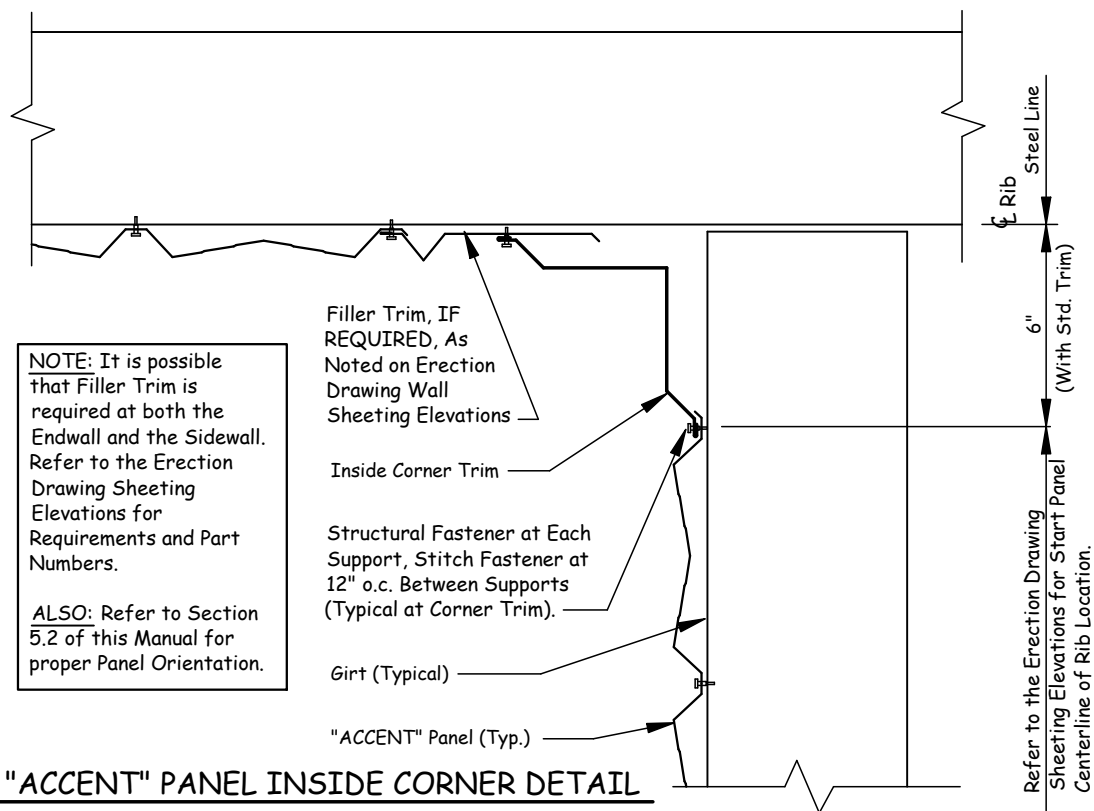 NOTE: It is possible
that Filler Trim is
required at both the
Endwall and the Sidewall.
Refer to the Erection
Drawing Sheeting
Elevations for
Requirements and Part
Numbers.
ALSO: Refer to Section
5.2 of this Manual for
proper Panel Orientation.
Filler Trim, IF
REQUIRED, As
Noted on Erection
Drawing Wall
Sheeting Elevations
Inside Corner Trim
Structural Fastener at Each
Support, Stitch Fastener at
12" o.c. Between Supports
(Typical at Corner Trim).
Girt (Typical)
"ACCENT" Panel (Typ.)
℄ Rib
Steel Line
6"
(With Std. Trim)
Refer to the Erection Drawing
Sheeting Elevations for Start Panel
Centerline of Rib Location.
"ACCENT" PANEL INSIDE CORNER DETAIL